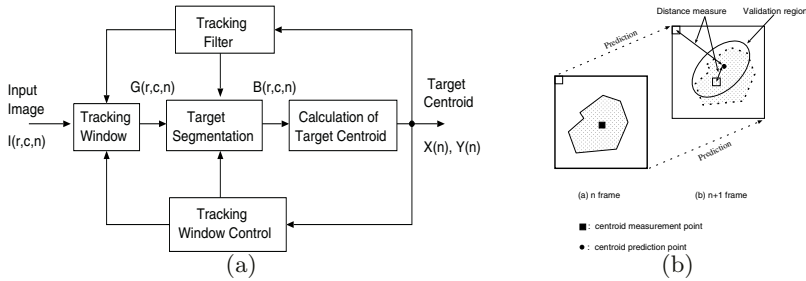 Tracking
Filter
Input
Image
I(r,c,n)
G(r,c,n)
Tracking
Window
Target
Segmentation
B(r,c,n)
Calculation of
Target Centroid
Target
Centroid
X(n), Y(n)
Tracking
Window Control
(a)
Distance measure
Validation region
Prediction
Prediction
(a) n frame
(b) n+1 frame
: centroid measurement point
: centroid prediction point
(b)